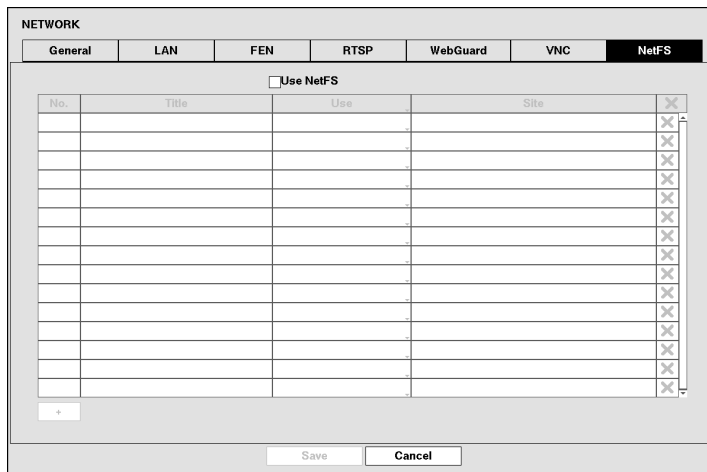 NETWORK
General LAN FEN RTSP WebGuard VNC NetFS
Use NetFS
No. Title Use Site
+
Save Cancel